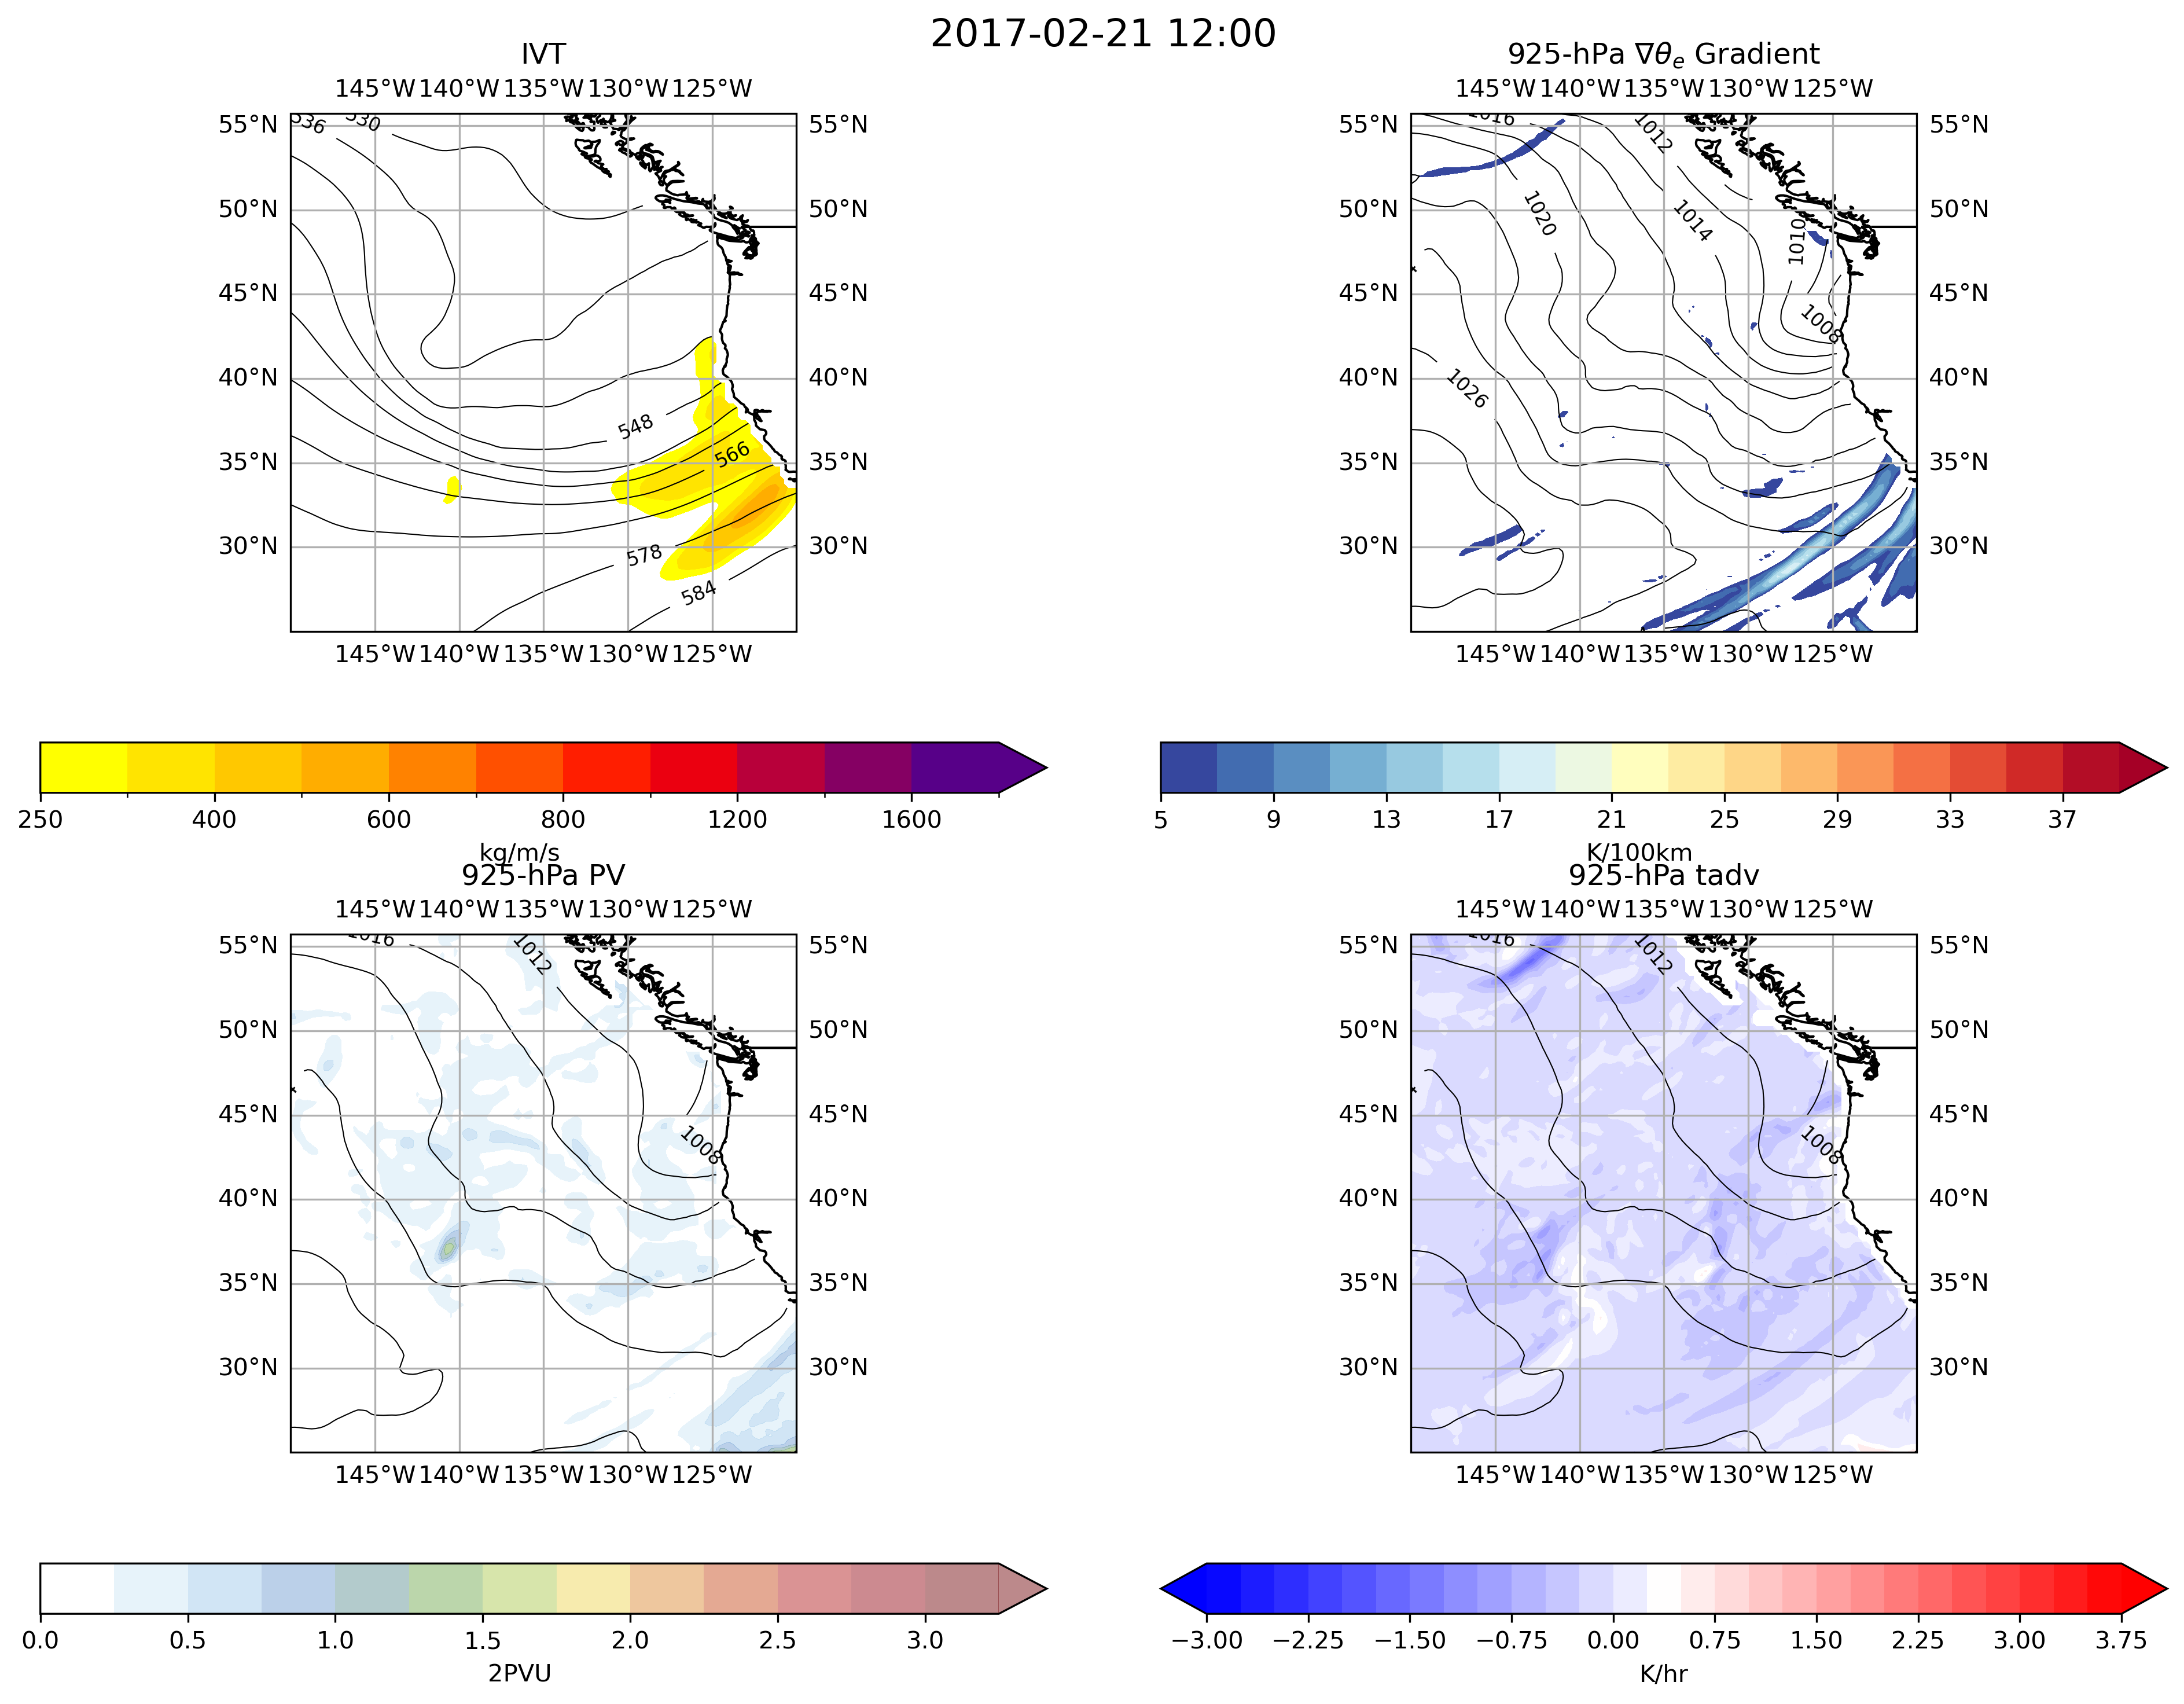 2017-02-21 12:00
IVT
145°W 140°W 135°W 130°W 125°W
55°N 55°N
50°N 50°N
45°N 45°N
40°N 40°N
35°N 35°N
30°N 30°N
536 530
548
566
578
584
145°W 140°W 135°W 130°W 125°W
250 400 600 800 1200 1600
kg/m/s
925-hPa ∇θe Gradient
145°W 140°W 135°W 130°W 125°W
55°N 55°N
50°N 50°N
45°N 45°N
40°N 40°N
35°N 35°N
30°N 30°N
1016 1012
1020 1014
1010
1008
1026
145°W 140°W 135°W 130°W 125°W
5 9 13 17 21 25 29 33 37
K/100km
925-hPa PV
145°W 140°W 135°W 130°W 125°W
55°N 55°N
50°N 50°N
45°N 45°N
40°N 40°N
35°N 35°N
30°N 30°N
1016 1012
1008
145°W 140°W 135°W 130°W 125°W
0.0 0.5 1.0 1.5 2.0 2.5 3.0
2PVU
925-hPa tadv
145°W 140°W 135°W 130°W 125°W
55°N 55°N
50°N 50°N
45°N 45°N
40°N 40°N
35°N 35°N
30°N 30°N
1016 1012
1008
145°W 140°W 135°W 130°W 125°W
−3.00 −2.25 −1.50 −0.75 0.00 0.75 1.50 2.25 3.00 3.75
K/hr